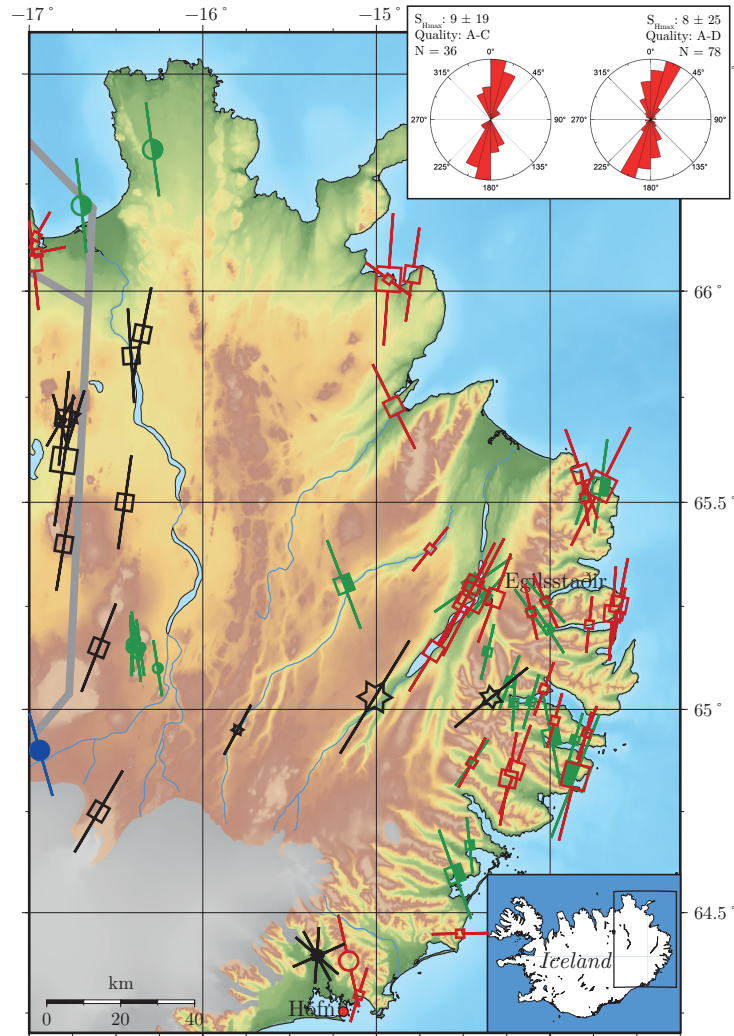 −17° −16° −15°
S_Hmax: 9 ± 19
Quality: A-C
N = 36
S_Hmax: 8 ± 25
Quality: A-D
N = 78
0°
45°
90°
135°
180°
225°
270°
315°
0°
45°
90°
135°
180°
225°
270°
315°
66°
65.5°
65°
64.5°
Egilsstaðir
Höfn
km
0 20 40
Iceland